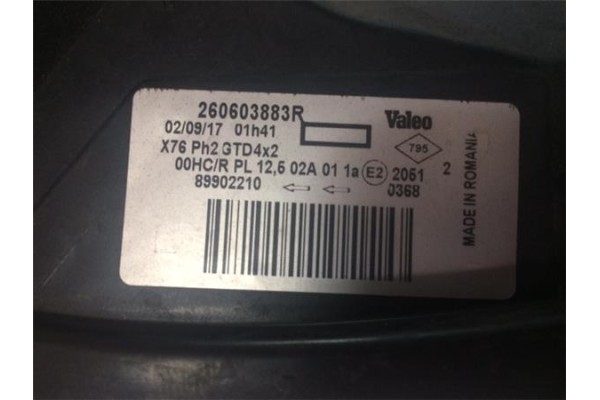 260603883R
Valeo
02/09/17 01h41
795
X76 Ph2 GTD4x2
00HC/R PL 12,5 02A 01 1a E2 2051 2
89902210 0368
MADE IN ROMANIA